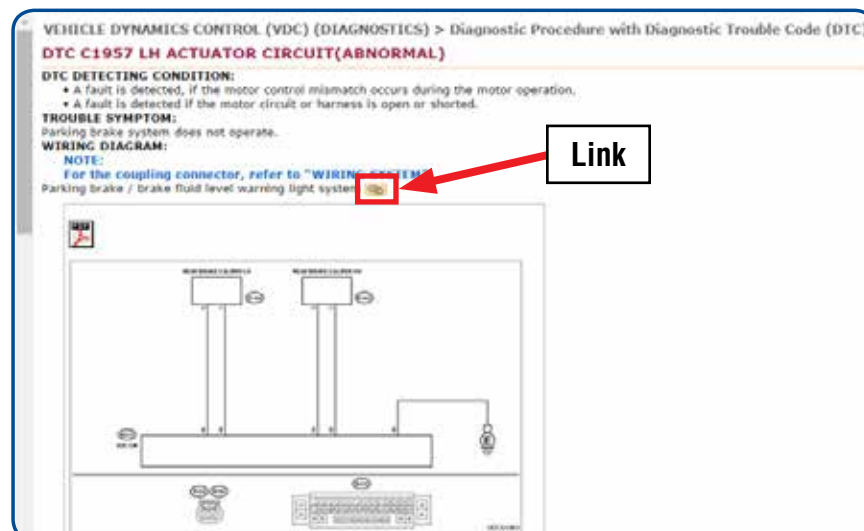 VEHICLE DYNAMICS CONTROL (VDC) (DIAGNOSTICS) > Diagnostic Procedure with Diagnostic Trouble Code (DTC)
DTC C1957 LH ACTUATOR CIRCUIT(ABNORMAL)
DTC DETECTING CONDITION:
• A fault is detected, if the motor control mismatch occurs during the motor operation.
• A fault is detected if the motor circuit or harness is open or shorted.
TROUBLE SYMPTOM:
Parking brake system does not operate.
WIRING DIAGRAM:
NOTE:
For the coupling connector, refer to "WIRING SYSTEM"
Parking brake / brake fluid level warning light system
Link